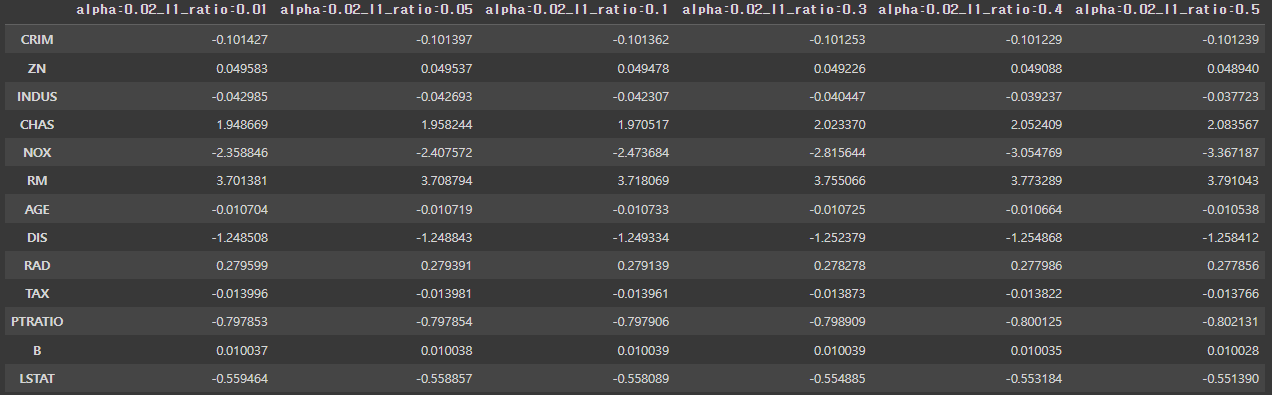 alpha:0.02_l1_ratio:0.01 alpha:0.02_l1_ratio:0.05 alpha:0.02_l1_ratio:0.1 alpha:0.02_l1_ratio:0.3 alpha:0.02_l1_ratio:0.4 alpha:0.02_l1_ratio:0.5
CRIM -0.101427 -0.101397 -0.101362 -0.101253 -0.101229 -0.101239
ZN 0.049583 0.049537 0.049478 0.049226 0.049088 0.048940
INDUS -0.042985 -0.042693 -0.042307 -0.040447 -0.039237 -0.037723
CHAS 1.948669 1.958244 1.970517 2.023370 2.052409 2.083567
NOX -2.358846 -2.407572 -2.473684 -2.815644 -3.054769 -3.367187
RM 3.701381 3.708794 3.718069 3.755066 3.773289 3.791043
AGE -0.010704 -0.010719 -0.010733 -0.010725 -0.010664 -0.010538
DIS -1.248508 -1.248843 -1.249334 -1.252379 -1.254868 -1.258412
RAD 0.279599 0.279391 0.279139 0.278278 0.277986 0.277856
TAX -0.013996 -0.013981 -0.013961 -0.013873 -0.013822 -0.013766
PTRATIO -0.797853 -0.797854 -0.797906 -0.798909 -0.800125 -0.802131
B 0.010037 0.010038 0.010039 0.010039 0.010035 0.010028
LSTAT -0.559464 -0.558857 -0.558089 -0.554885 -0.553184 -0.551390